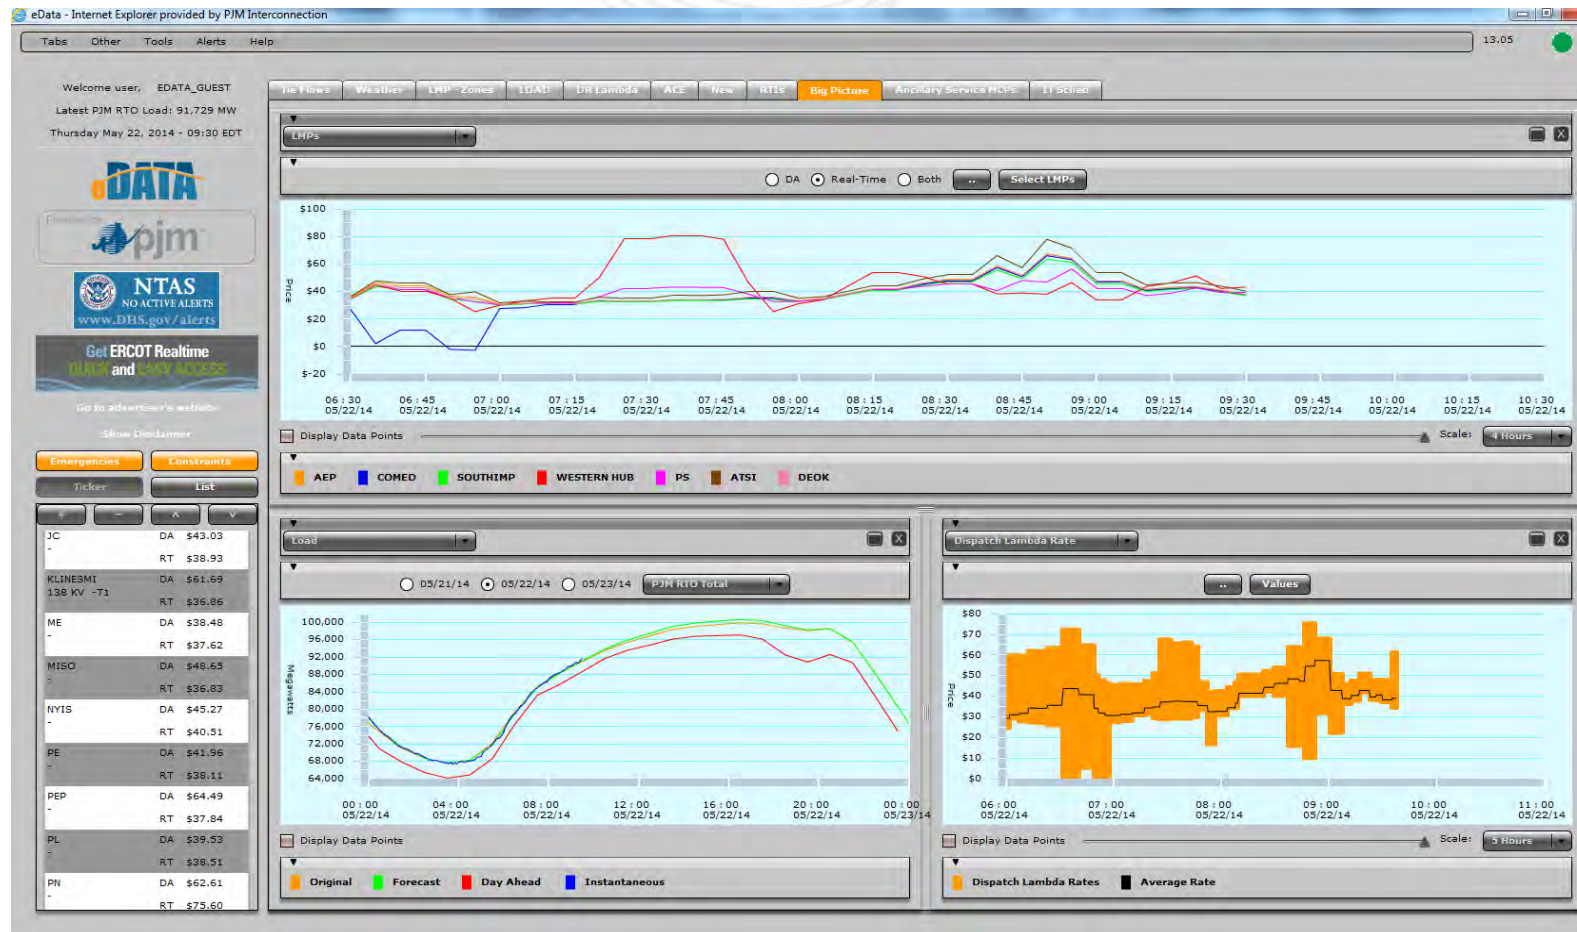 eData - Internet Explorer provided by PJM Interconnection
Tabs Other Tools Alerts Help
13.05
Welcome user, EDATA_GUEST
Latest PJM RTO Load: 91,729 MW
Thursday May 22, 2014 - 09:30 EDT
eDATA
pjm
NTAS
NO ACTIVE ALERTS
www.DHS.gov/alerts
Get ERCOT Realtime
QUICK and EASY ACCESS
Go to advertiser's website
Show Disclaimer
Emergencies Constraints
Ticker List
+ - ^ v
JC DA $43.03
-
RT $38.93
KLINESMI DA $61.69
138 KV -T1
RT $36.86
ME DA $38.48
-
RT $37.62
MISO DA $48.65
-
RT $36.83
NYIS DA $45.27
-
RT $40.51
PE DA $41.96
-
RT $38.11
PEP DA $64.49
-
RT $37.84
PL DA $39.53
-
RT $38.51
PN DA $62.61
-
RT $75.60
Tie Flows Weather LMP - Zones LOAD DR Lambda ACE New RTIs Big Picture Ancillary Service MCPs IT Sched
LMPs
X
DA Real-Time Both .. Select LMPs
Price
$100
$80
$60
$40
$20
$0
$-20
06:30 06:45 07:00 07:15 07:30 07:45 08:00 08:15 08:30 08:45 09:00 09:15 09:30 09:45 10:00 10:15 10:30
05/22/14 05/22/14 05/22/14 05/22/14 05/22/14 05/22/14 05/22/14 05/22/14 05/22/14 05/22/14 05/22/14 05/22/14 05/22/14 05/22/14 05/22/14 05/22/14 05/22/14
Display Data Points Scale: 4 Hours
AEP COMED SOUTHIMP WESTERN HUB PS ATSI DEOK
Load
X
05/21/14 05/22/14 05/23/14 PJM RTO Total
Megawatts
100,000
96,000
92,000
88,000
84,000
80,000
76,000
72,000
68,000
64,000
00:00 04:00 08:00 12:00 16:00 20:00 00:00
05/22/14 05/22/14 05/22/14 05/22/14 05/22/14 05/22/14 05/23/14
Display Data Points
Original Forecast Day Ahead Instantaneous
Dispatch Lambda Rate
X
.. Values
Price
$80
$70
$60
$50
$40
$30
$20
$10
$0
06:00 07:00 08:00 09:00 10:00 11:00
05/22/14 05/22/14 05/22/14 05/22/14 05/22/14 05/22/14
Display Data Points Scale: 5 Hours
Dispatch Lambda Rates Average Rate